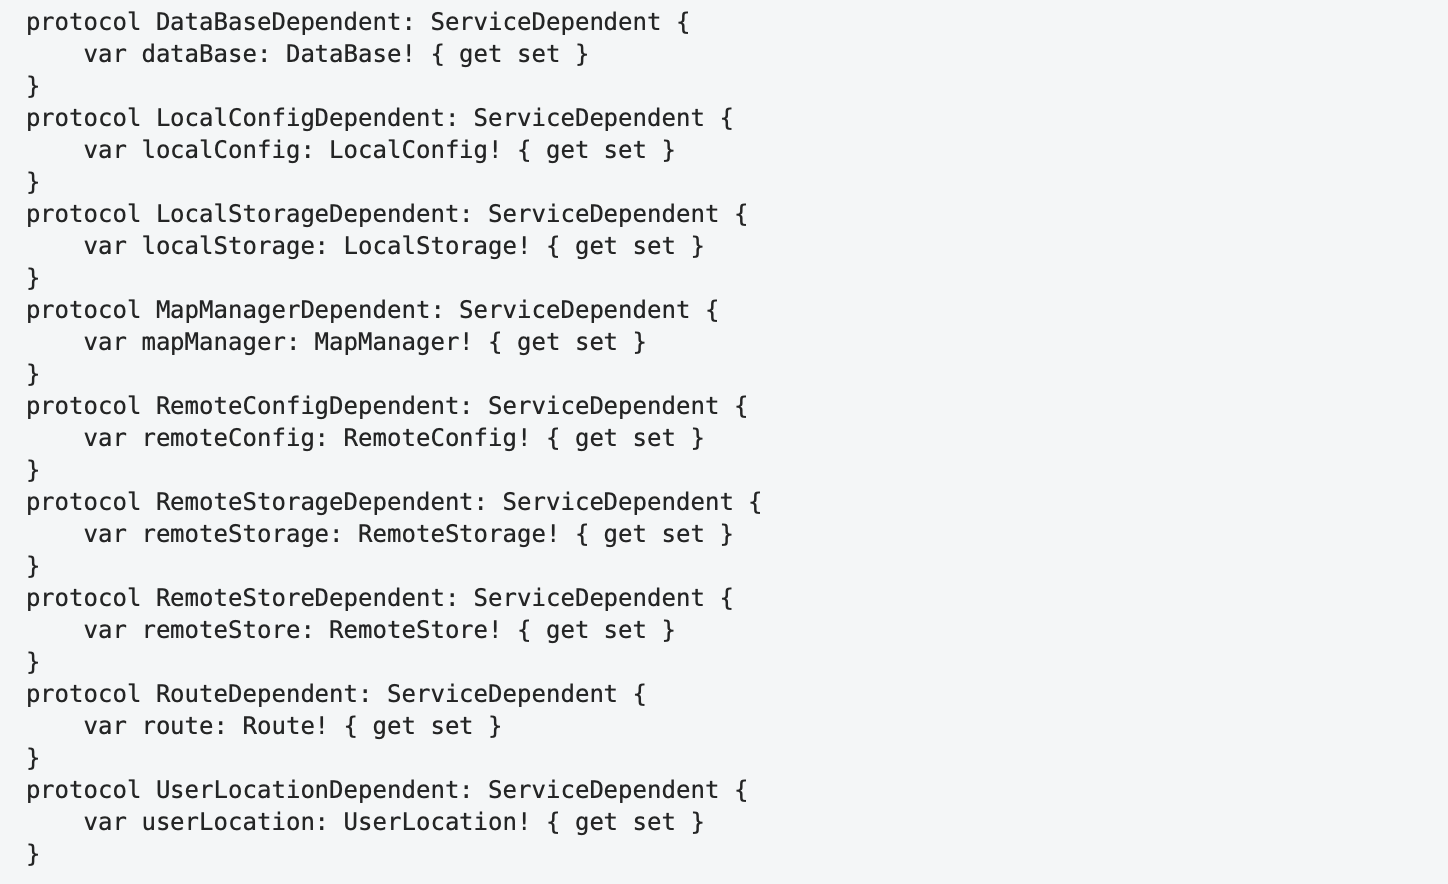 protocol DataBaseDependent: ServiceDependent {
    var dataBase: DataBase! { get set }
}
protocol LocalConfigDependent: ServiceDependent {
    var localConfig: LocalConfig! { get set }
}
protocol LocalStorageDependent: ServiceDependent {
    var localStorage: LocalStorage! { get set }
}
protocol MapManagerDependent: ServiceDependent {
    var mapManager: MapManager! { get set }
}
protocol RemoteConfigDependent: ServiceDependent {
    var remoteConfig: RemoteConfig! { get set }
}
protocol RemoteStorageDependent: ServiceDependent {
    var remoteStorage: RemoteStorage! { get set }
}
protocol RemoteStoreDependent: ServiceDependent {
    var remoteStore: RemoteStore! { get set }
}
protocol RouteDependent: ServiceDependent {
    var route: Route! { get set }
}
protocol UserLocationDependent: ServiceDependent {
    var userLocation: UserLocation! { get set }
}